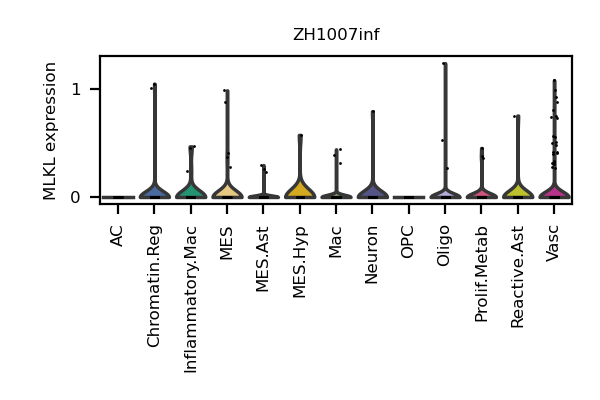 ZH1007inf
MLKL expression
1
0
AC
Chromatin.Reg
Inflammatory.Mac
MES
MES.Ast
MES.Hyp
Mac
Neuron
OPC
Oligo
Prolif.Metab
Reactive.Ast
Vasc